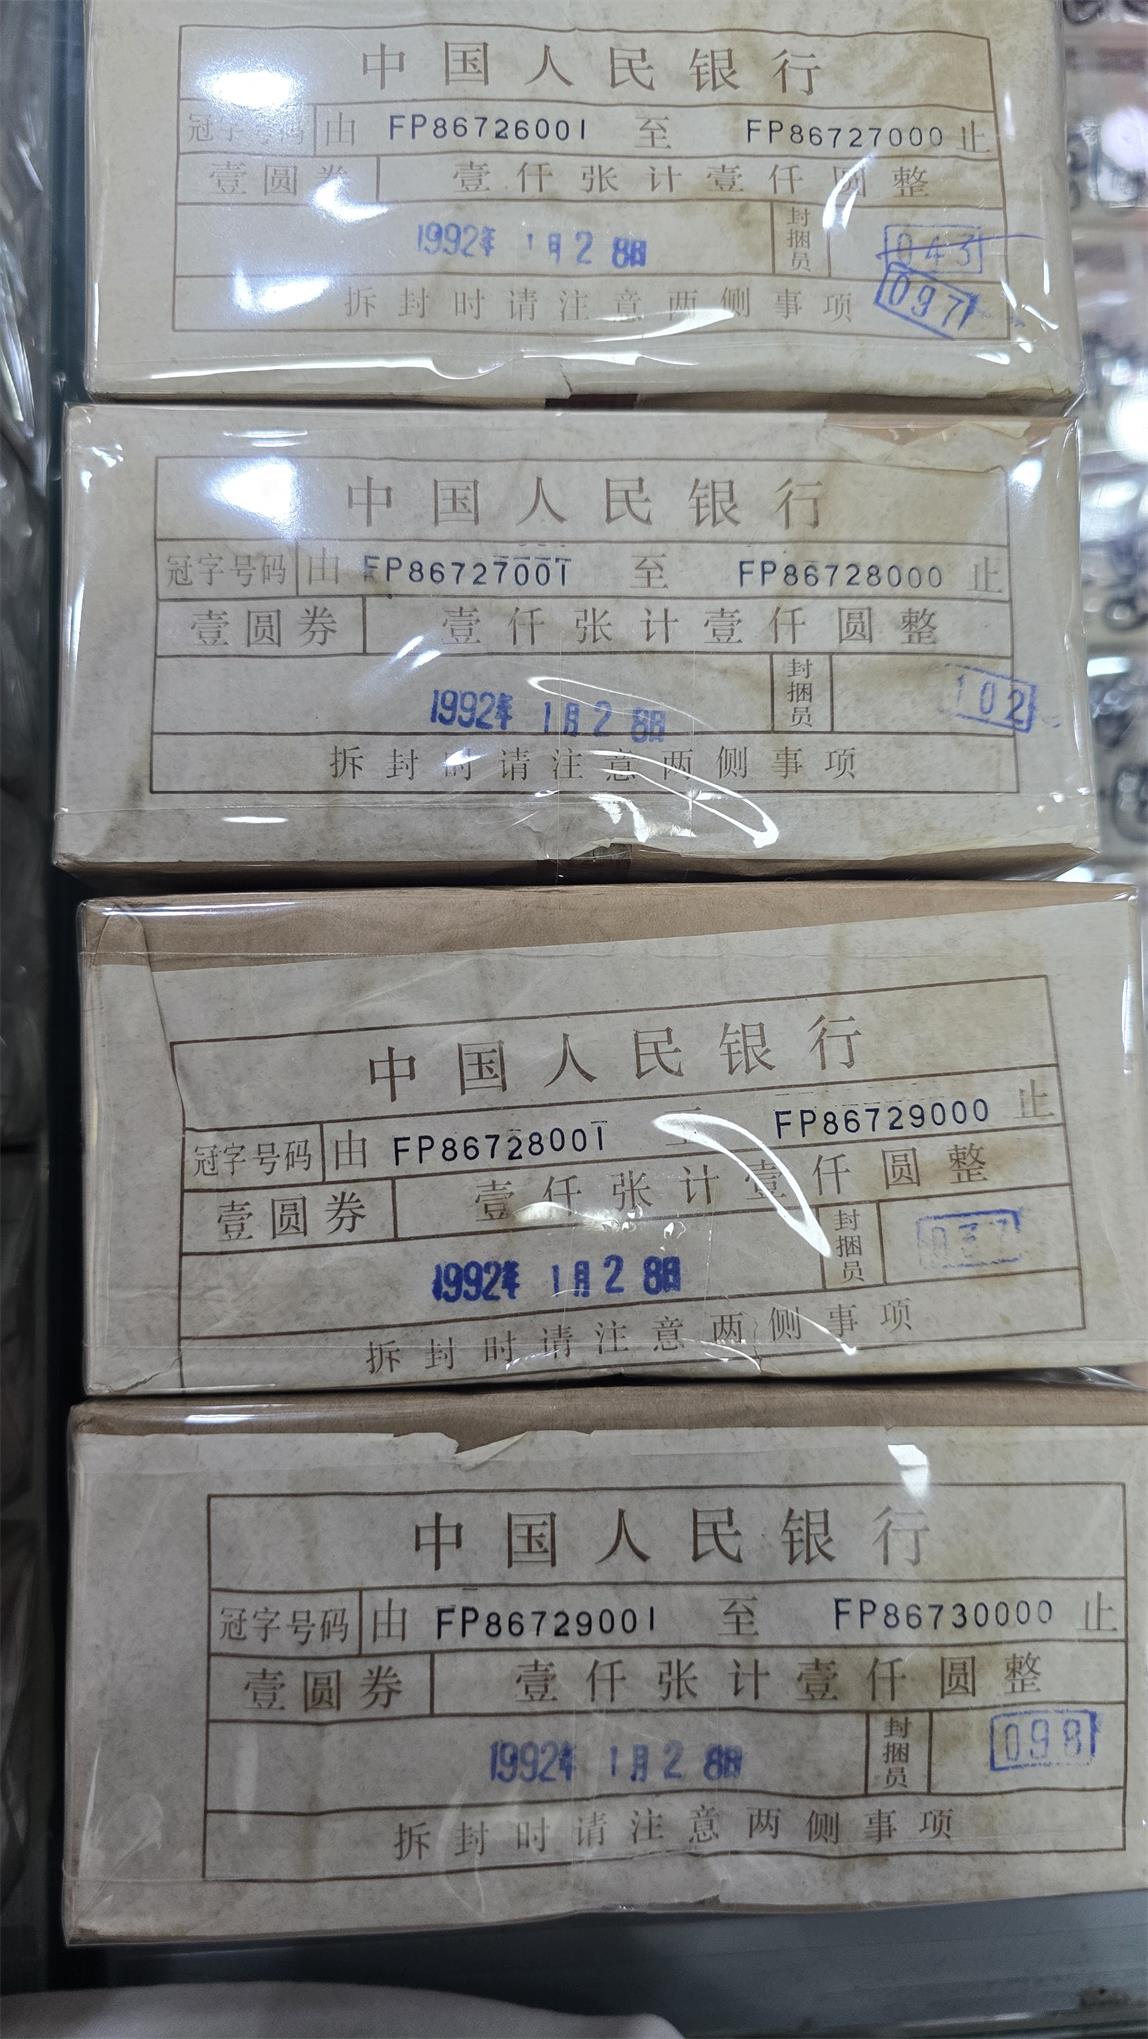 中国人民银行
冠字号码 由 FP86726001 至 FP86727000 止
壹圆券 壹仟张计壹仟圆整
1992年 1月28日 封捆员 043
097
拆封时请注意两侧事项
中国人民银行
冠字号码 由 FP86727001 至 FP86728000 止
壹圆券 壹仟张计壹仟圆整
1992年 1月28日 封捆员 102
拆封时请注意两侧事项
中国人民银行
冠字号码 由 FP86728001 至 FP86729000 止
壹圆券 壹仟张计壹仟圆整
1992年 1月28日 封捆员
拆封时请注意两侧事项
中国人民银行
冠字号码 由 FP86729001 至 FP86730000 止
壹圆券 壹仟张计壹仟圆整
1992年 1月28日 封捆员 098
拆封时请注意两侧事项